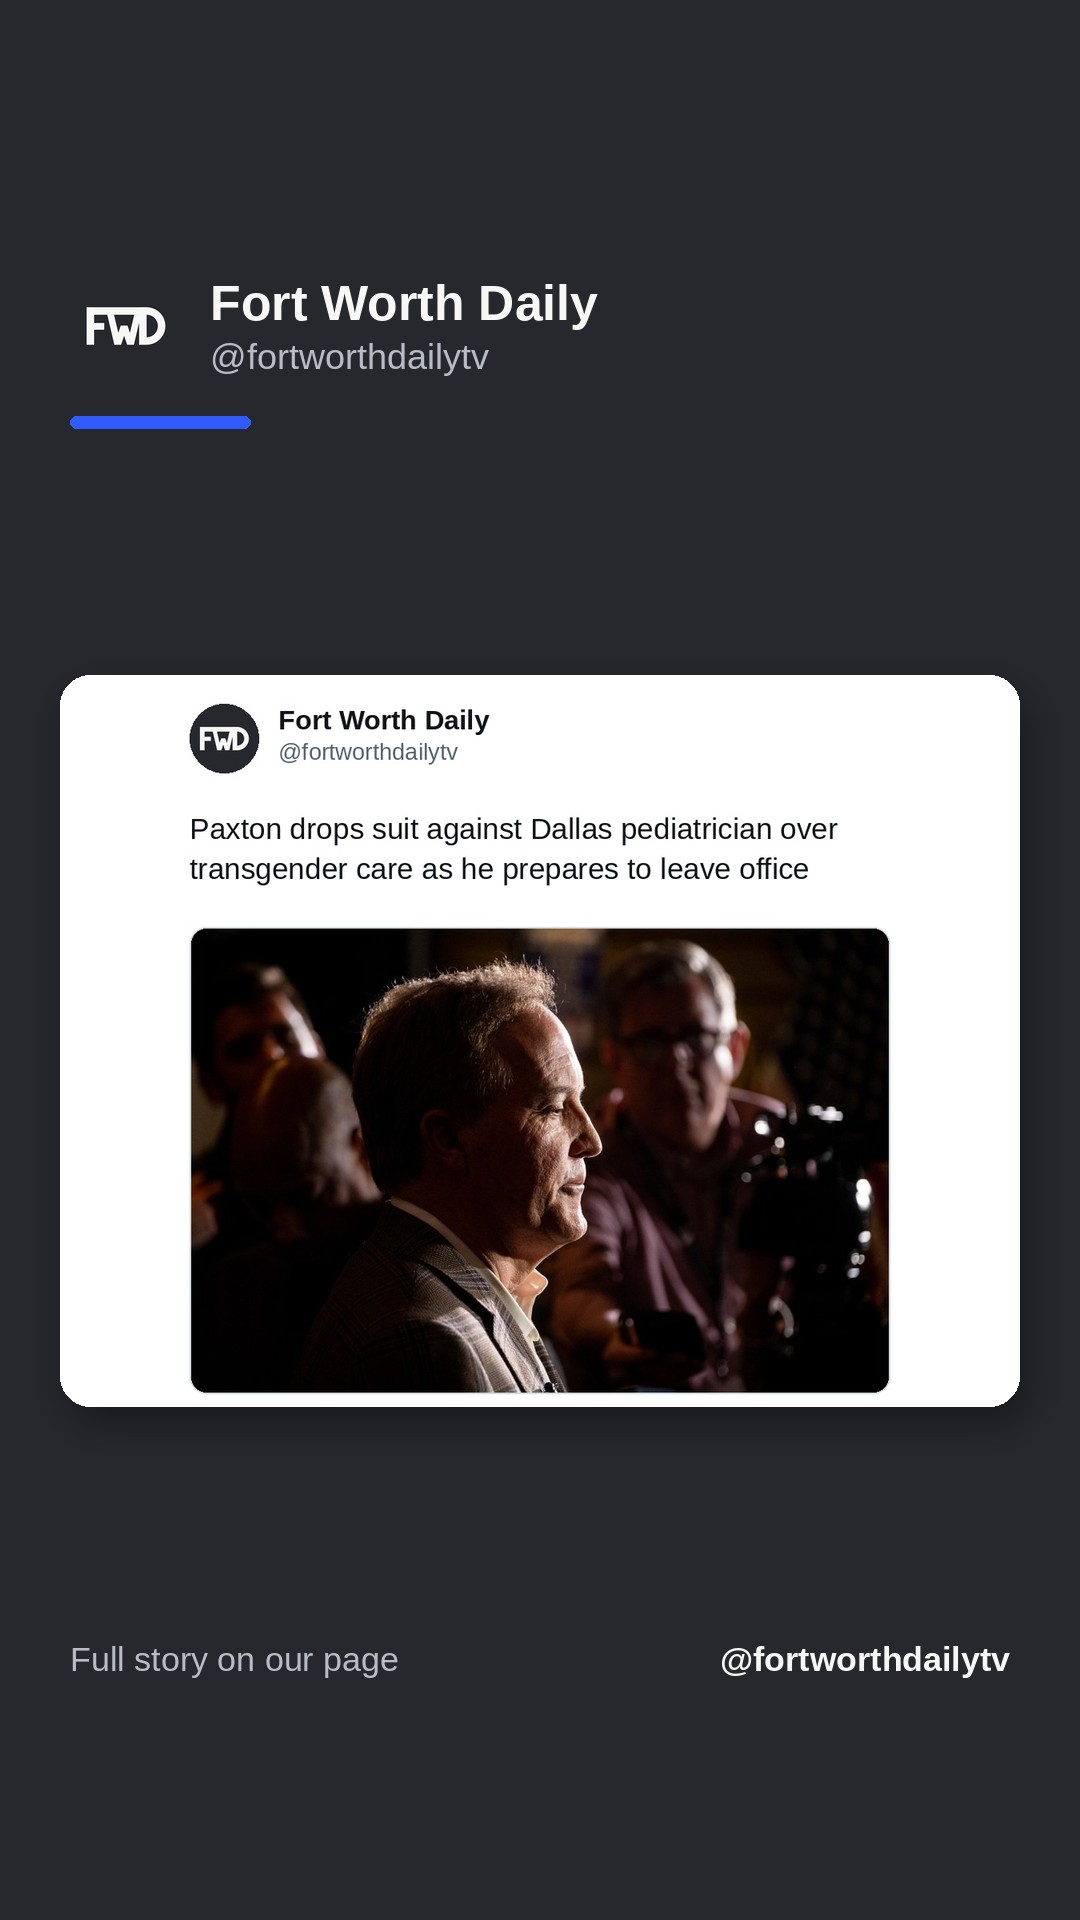 FWD
Fort Worth Daily
@fortworthdailytv
FWD
Fort Worth Daily
@fortworthdailytv
Paxton drops suit against Dallas pediatrician over
transgender care as he prepares to leave office
Full story on our page
@fortworthdailytv